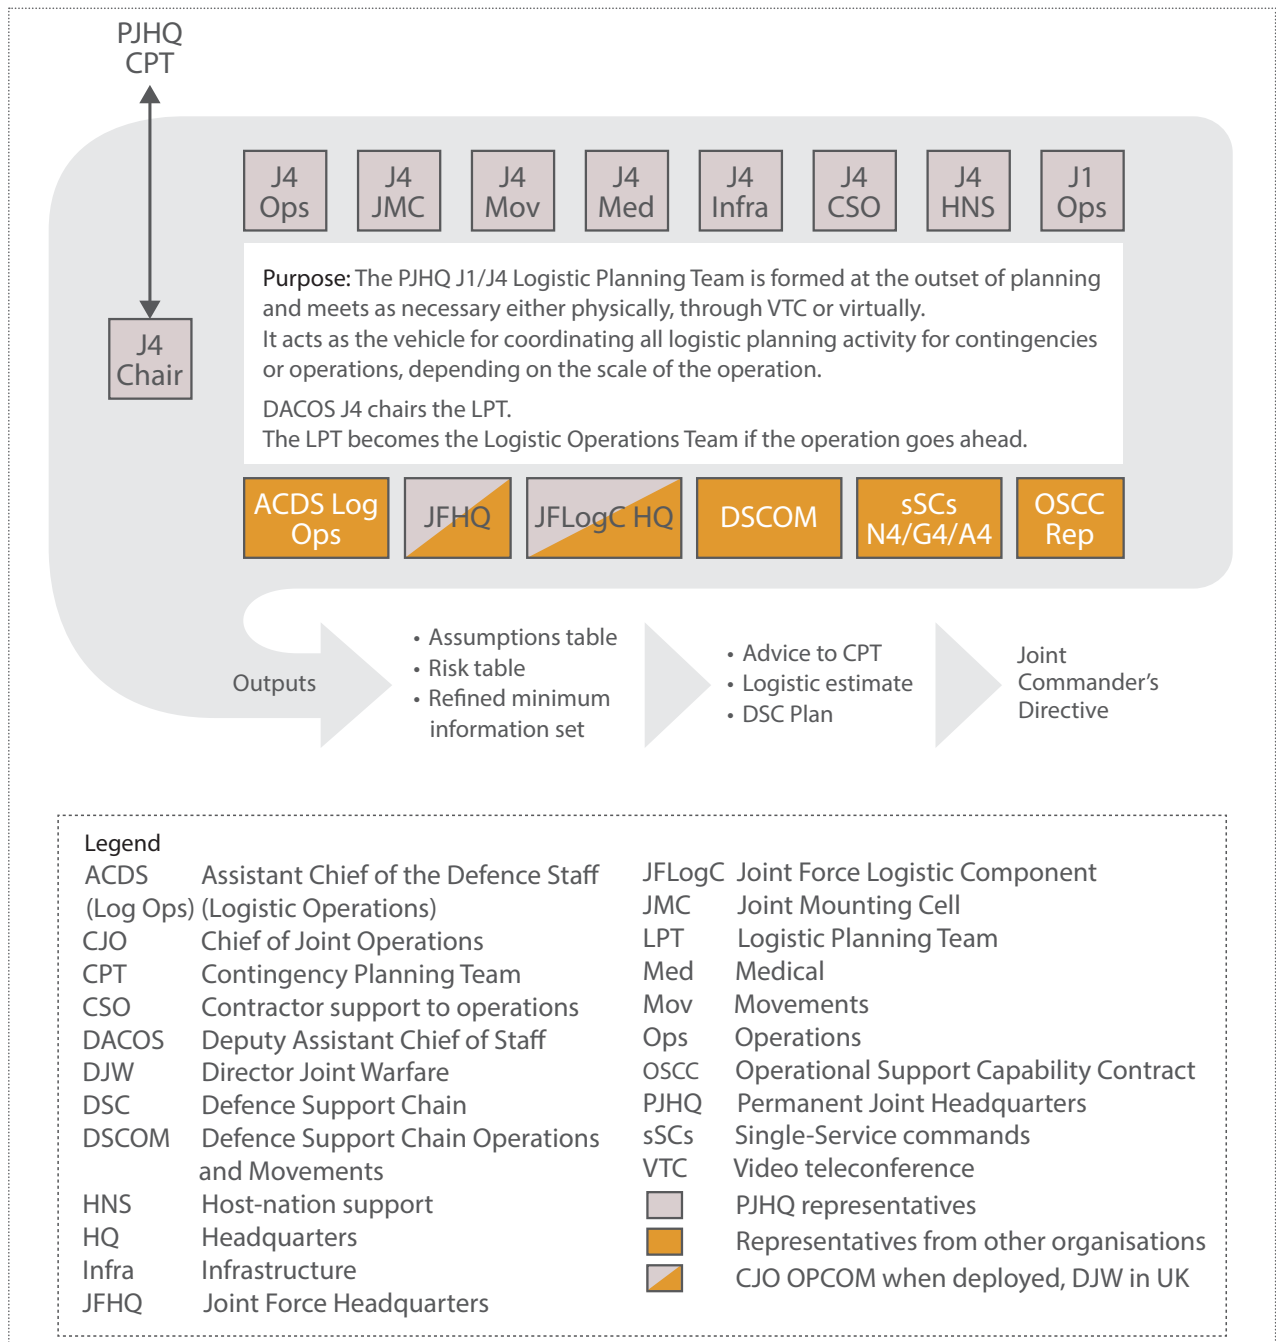 PJHQ
CPT
J4
Ops
J4
JMC
J4
Mov
J4
Med
J4
Infra
J4
CSO
J4
HNS
J1
Ops
J4
Chair
Purpose: The PJHQ J1/J4 Logistic Planning Team is formed at the outset of planning
and meets as necessary either physically, through VTC or virtually.
It acts as the vehicle for coordinating all logistic planning activity for contingencies
or operations, depending on the scale of the operation.
DACOS J4 chairs the LPT.
The LPT becomes the Logistic Operations Team if the operation goes ahead.
ACDS Log
Ops
JFHQ
JFLogC HQ
DSCOM
sSCs
N4/G4/A4
OSCC
Rep
Outputs
• Assumptions table
• Risk table
• Refined minimum
information set
• Advice to CPT
• Logistic estimate
• DSC Plan
Joint
Commander's
Directive
Legend
ACDS Assistant Chief of the Defence Staff
(Log Ops) (Logistic Operations)
CJO Chief of Joint Operations
CPT Contingency Planning Team
CSO Contractor support to operations
DACOS Deputy Assistant Chief of Staff
DJW Director Joint Warfare
DSC Defence Support Chain
DSCOM Defence Support Chain Operations
and Movements
HNS Host-nation support
HQ Headquarters
Infra Infrastructure
JFHQ Joint Force Headquarters
JFLogC Joint Force Logistic Component
JMC Joint Mounting Cell
LPT Logistic Planning Team
Med Medical
Mov Movements
Ops Operations
OSCC Operational Support Capability Contract
PJHQ Permanent Joint Headquarters
sSCs Single-Service commands
VTC Video teleconference
PJHQ representatives
Representatives from other organisations
CJO OPCOM when deployed, DJW in UK